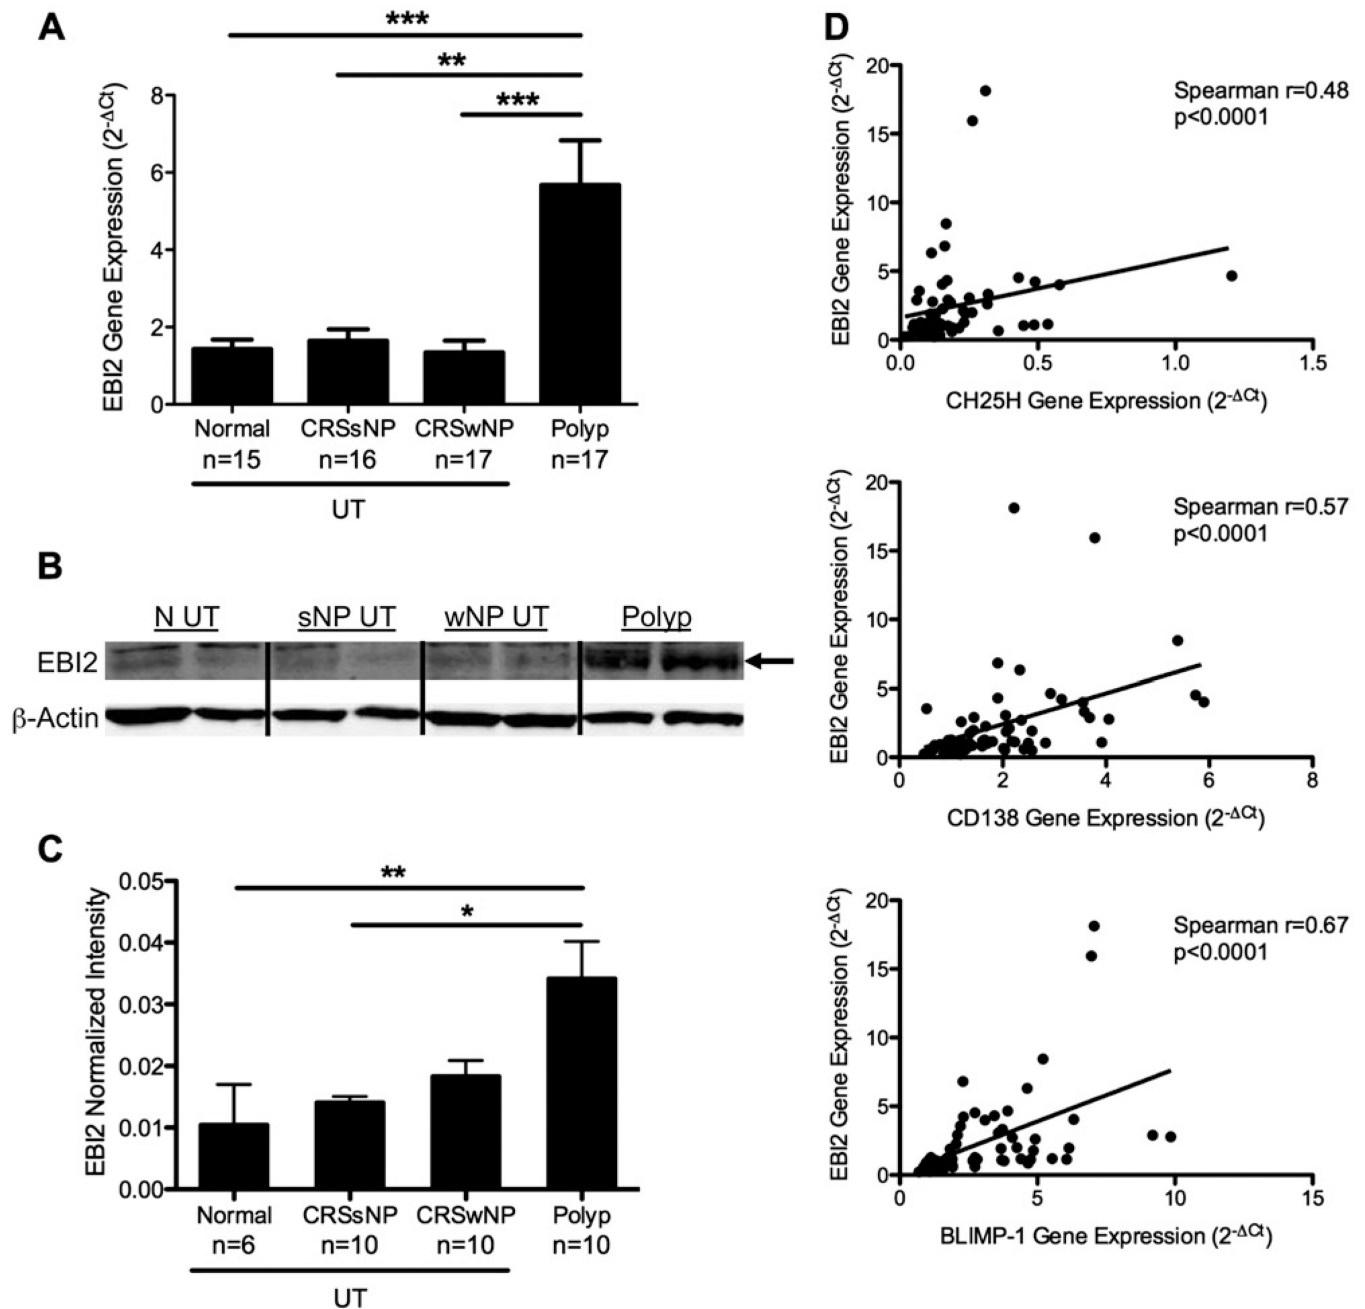 A
***
**
***
EBI2 Gene Expression (2-ΔCt)
8
6
4
2
0
Normal CRSsNP CRSwNP Polyp
n=15 n=16 n=17 n=17
UT
B
N UT sNP UT wNP UT Polyp
EBI2
β-Actin
C
**
*
EBI2 Normalized Intensity
0.05
0.04
0.03
0.02
0.01
0.00
Normal CRSsNP CRSwNP Polyp
n=6 n=10 n=10 n=10
UT
D
Spearman r=0.48
p<0.0001
EBI2 Gene Expression (2-ΔCt)
20
15
10
5
0
0.0 0.5 1.0 1.5
CH25H Gene Expression (2-ΔCt)
Spearman r=0.57
p<0.0001
EBI2 Gene Expression (2-ΔCt)
20
15
10
5
0
0 2 4 6 8
CD138 Gene Expression (2-ΔCt)
Spearman r=0.67
p<0.0001
EBI2 Gene Expression (2-ΔCt)
20
15
10
5
0
0 5 10 15
BLIMP-1 Gene Expression (2-ΔCt)